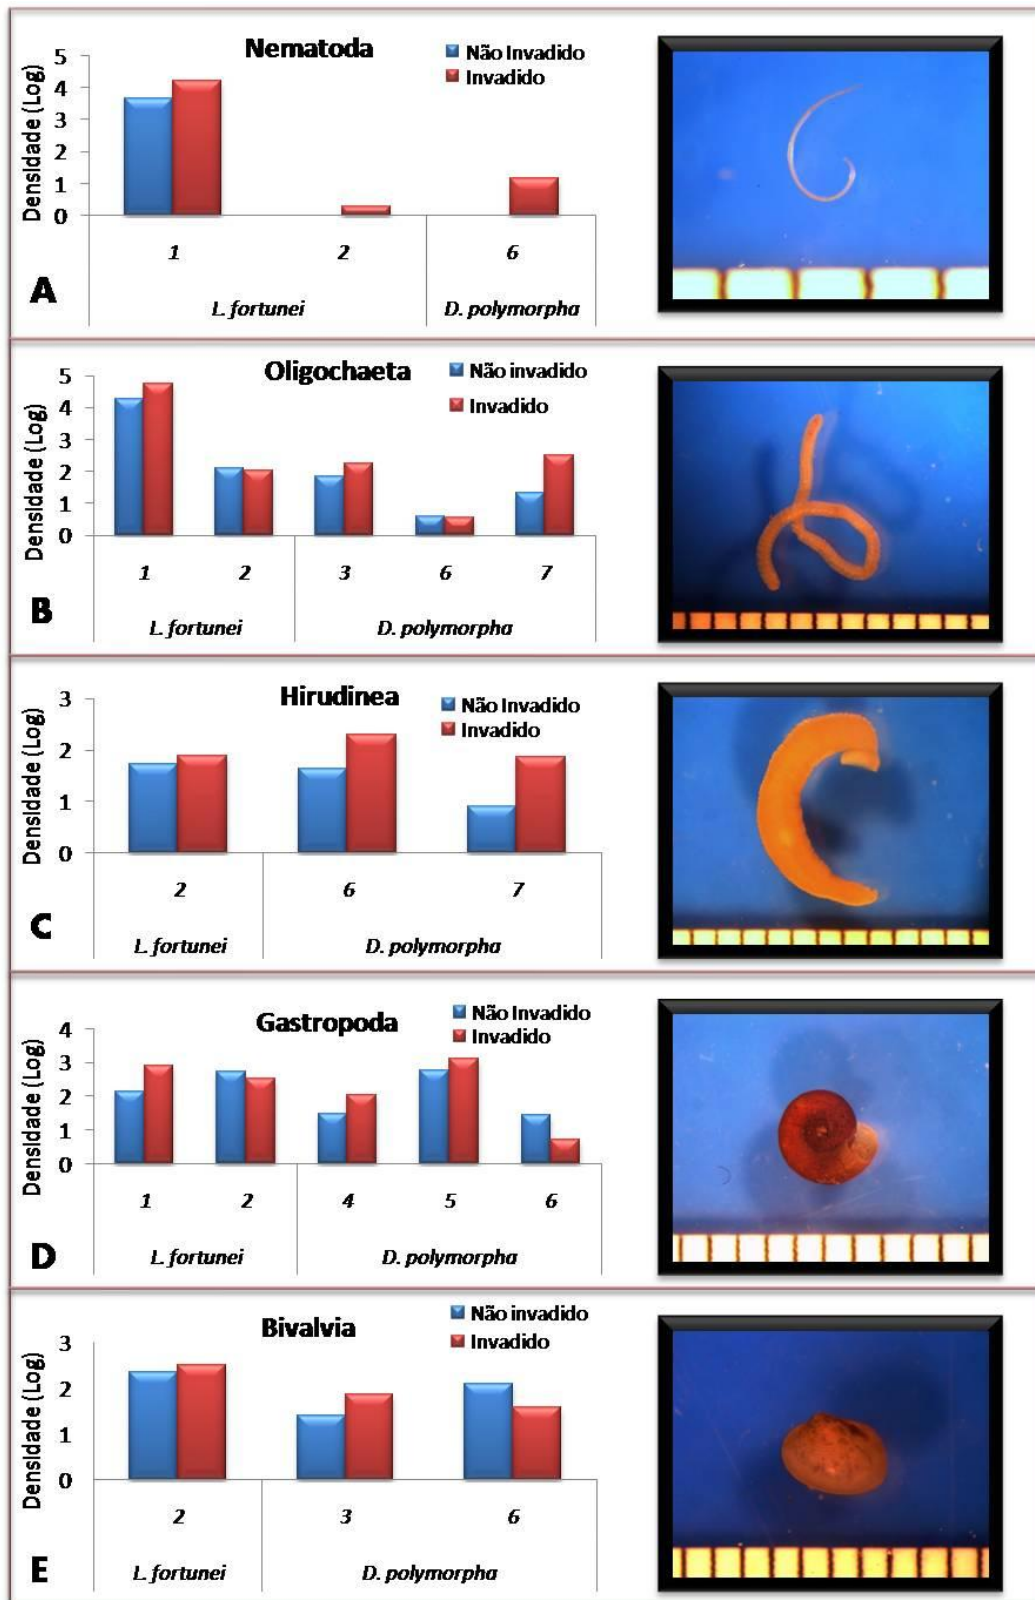 Nematoda
Não Invadido
Invadido
Densidade (Log)
5
4
3
2
1
0
1 2 6
L. fortunei D. polymorpha
A
Oligochaeta
Não invadido
Invadido
Densidade (Log)
5
4
3
2
1
0
1 2 3 6 7
L. fortunei D. polymorpha
B
Hirudinea
Não Invadido
Invadido
Densidade (Log)
3
2
1
0
2 6 7
L. fortunei D. polymorpha
C
Gastropoda
Não Invadido
Invadido
Densidade (Log)
4
3
2
1
0
1 2 4 5 6
L. fortunei D. polymorpha
D
Bivalvia
Não invadido
Invadido
Densidade (Log)
3
2
1
0
2 3 6
L. fortunei D. polymorpha
E